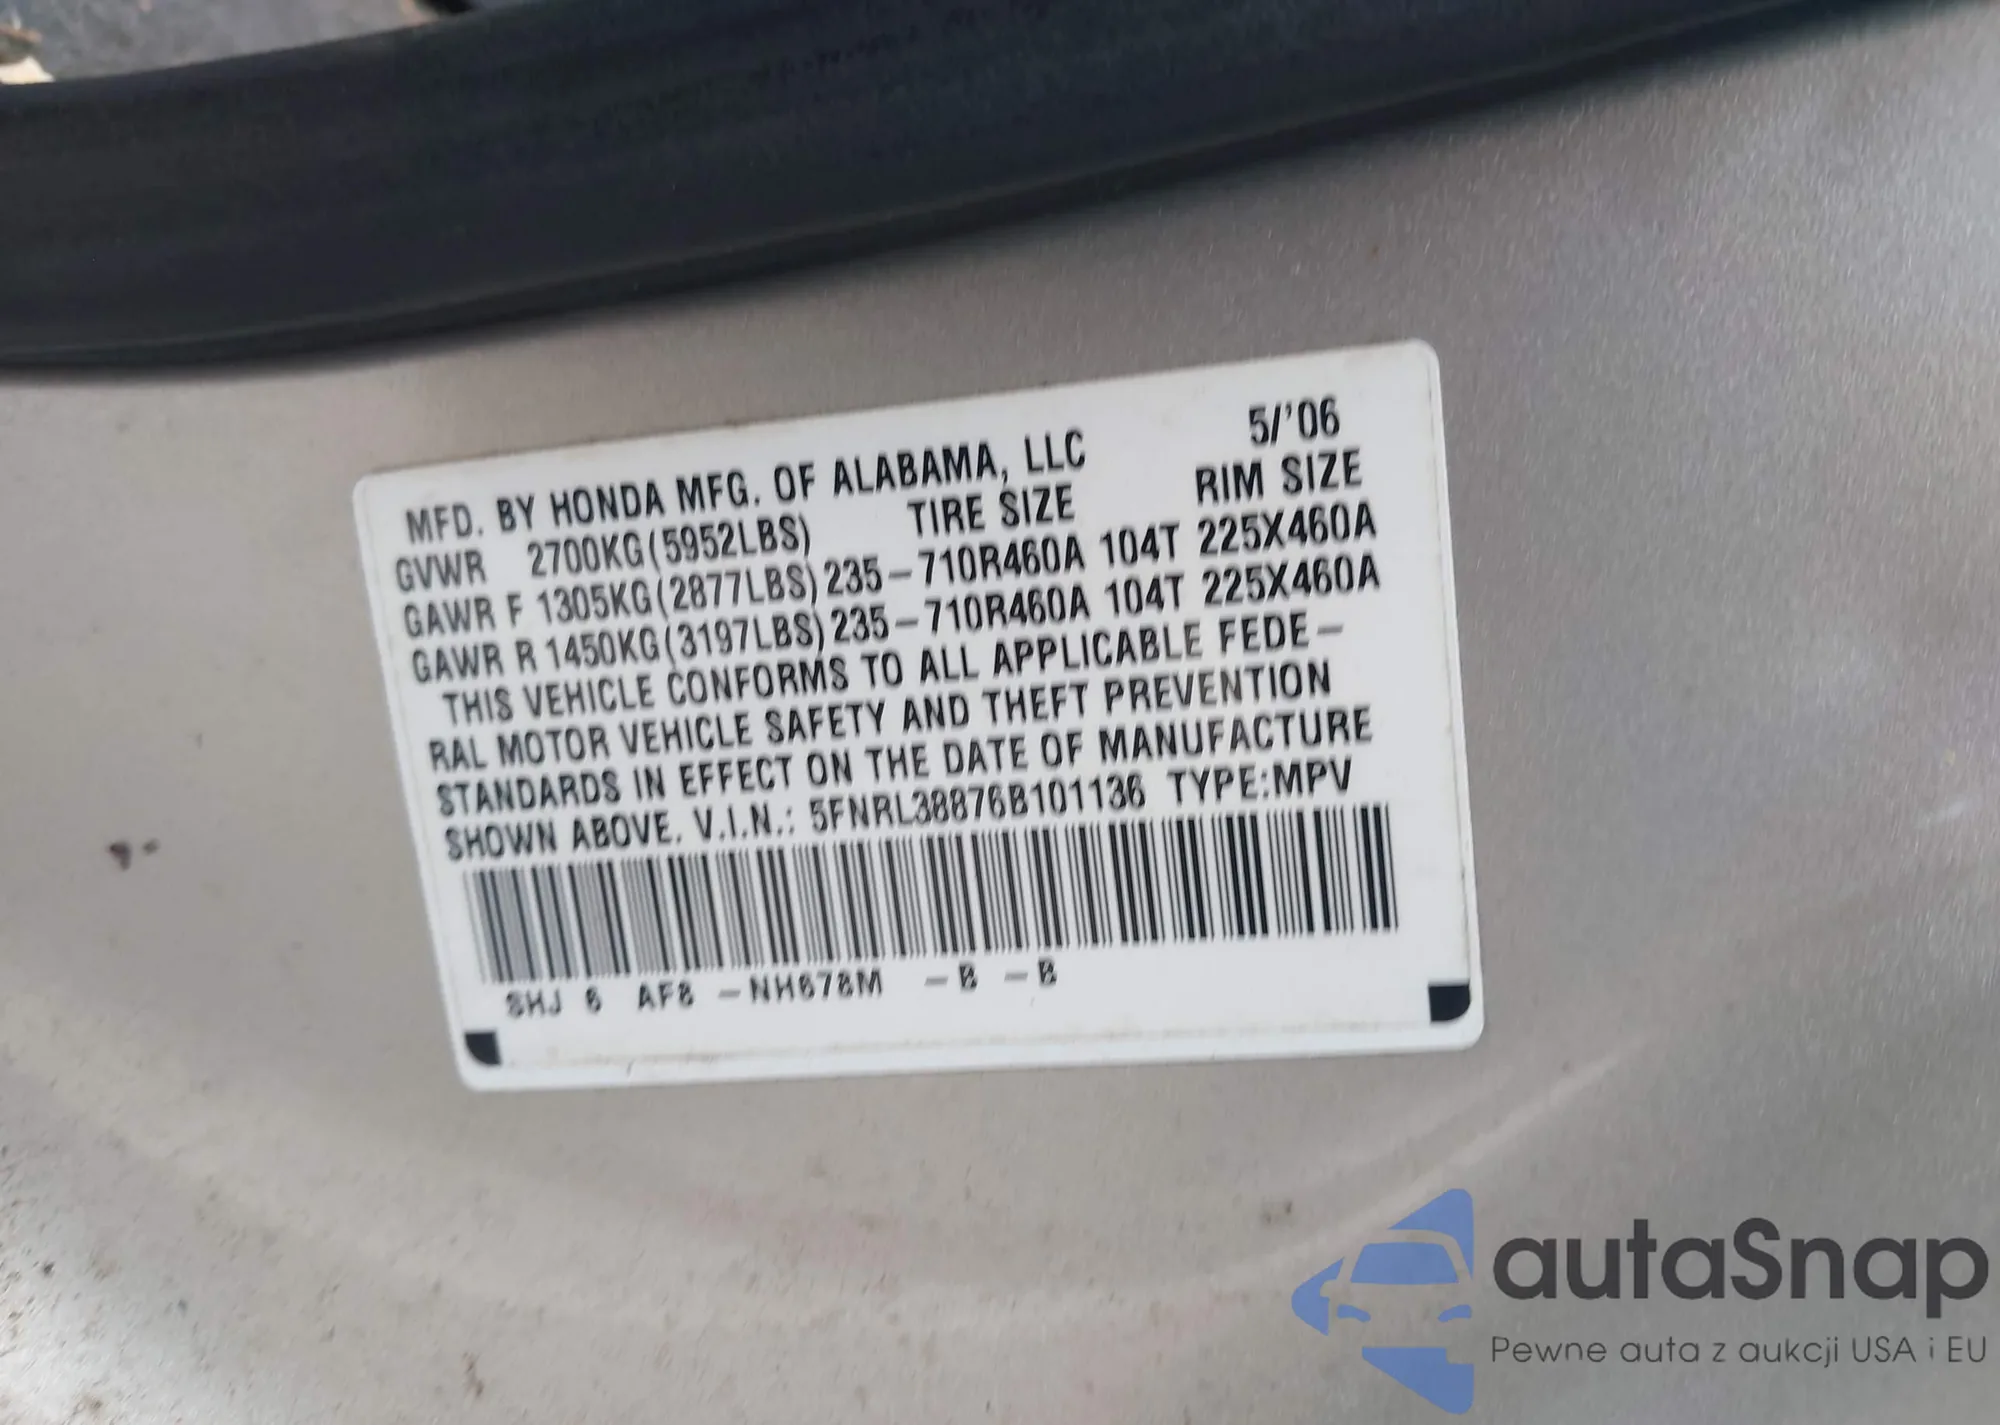 MFD. BY HONDA MFG. OF ALABAMA, LLC 5/'06
GVWR 2700KG(5952LBS) TIRE SIZE RIM SIZE
GAWR F 1305KG(2877LBS) 235-710R460A 104T 225X460A
GAWR R 1450KG(3197LBS) 235-710R460A 104T 225X460A
THIS VEHICLE CONFORMS TO ALL APPLICABLE FEDE-
RAL MOTOR VEHICLE SAFETY AND THEFT PREVENTION
STANDARDS IN EFFECT ON THE DATE OF MANUFACTURE
SHOWN ABOVE. V.I.N.: 5FNRL38876B101136 TYPE:MPV
SHJ 6 AF8 -NH678M -B -B
autaSnap
Pewne auta z aukcji USA i EU